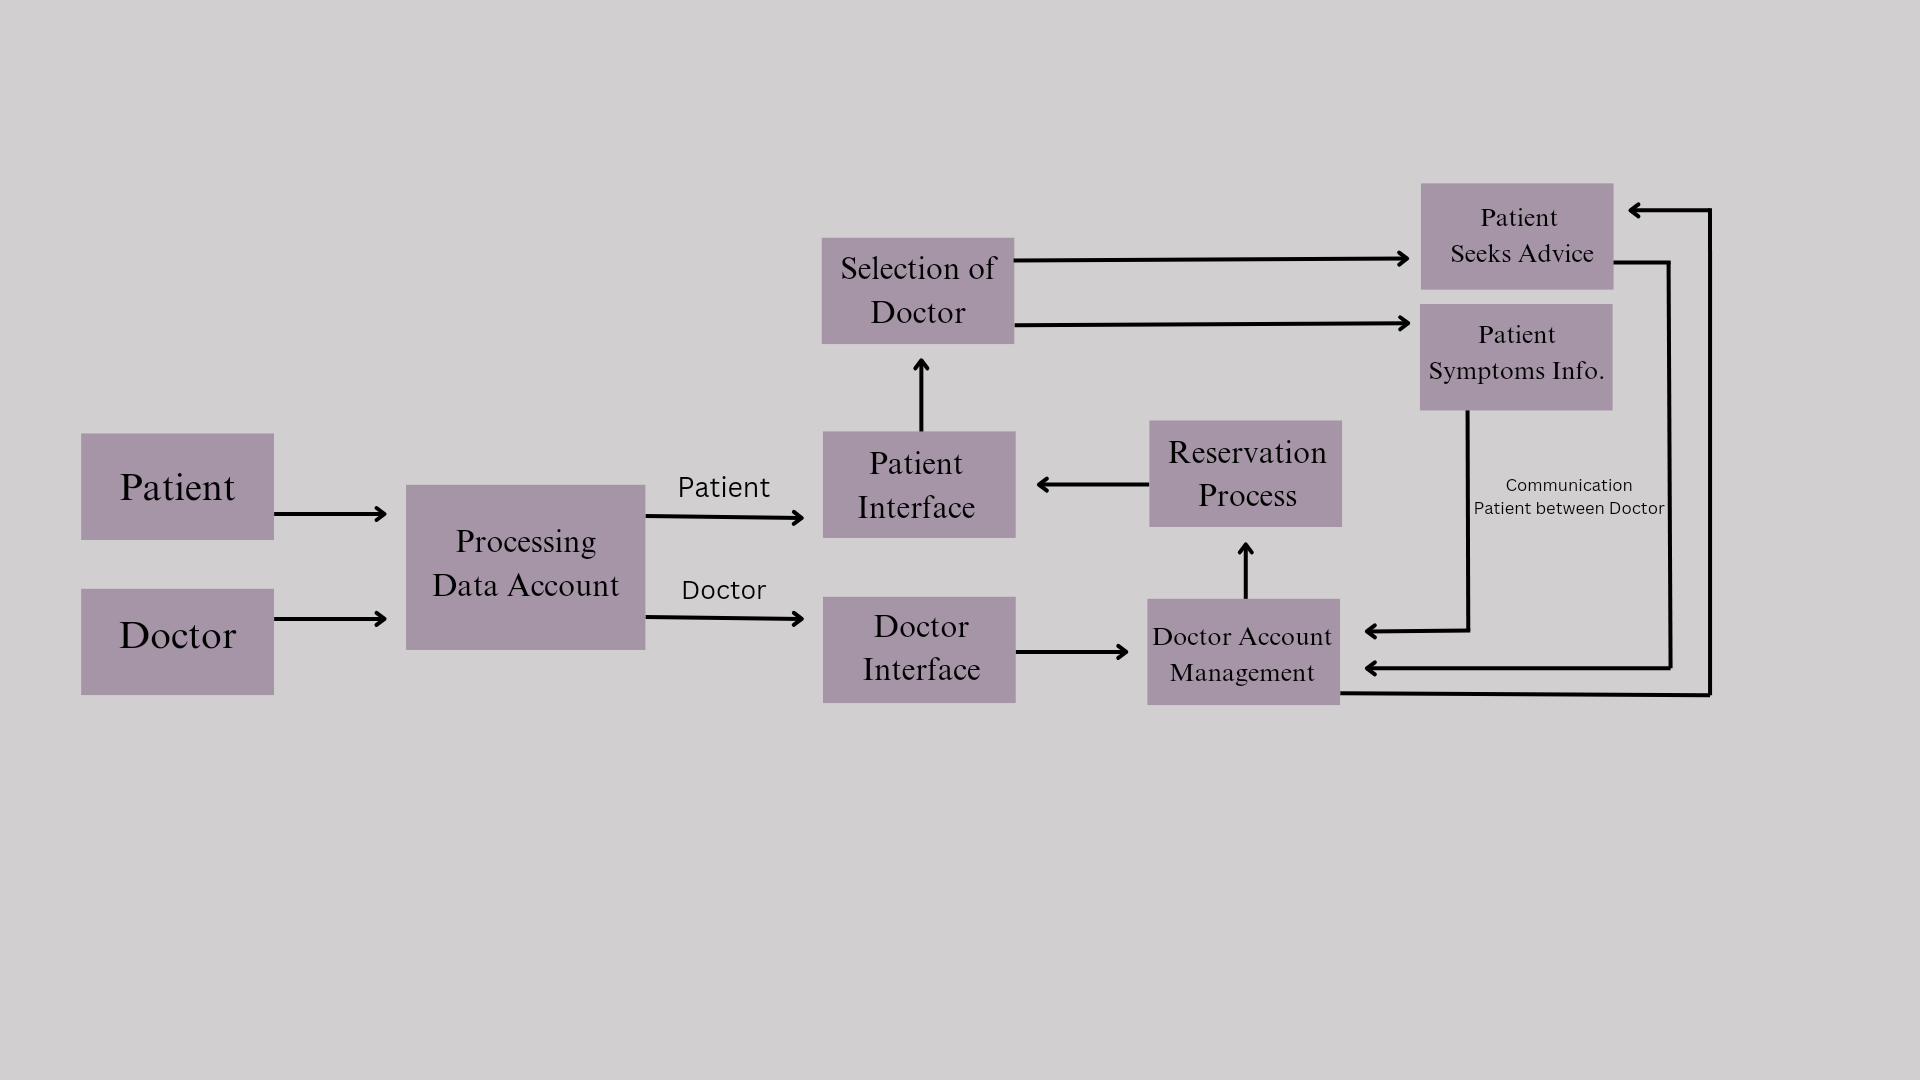 Patient
Doctor
Processing
Data Account
Patient
Doctor
Selection of
Doctor
Patient
Interface
Doctor
Interface
Reservation
Process
Doctor Account
Management
Patient
Seeks Advice
Patient
Symptoms Info.
Communication
Patient between Doctor